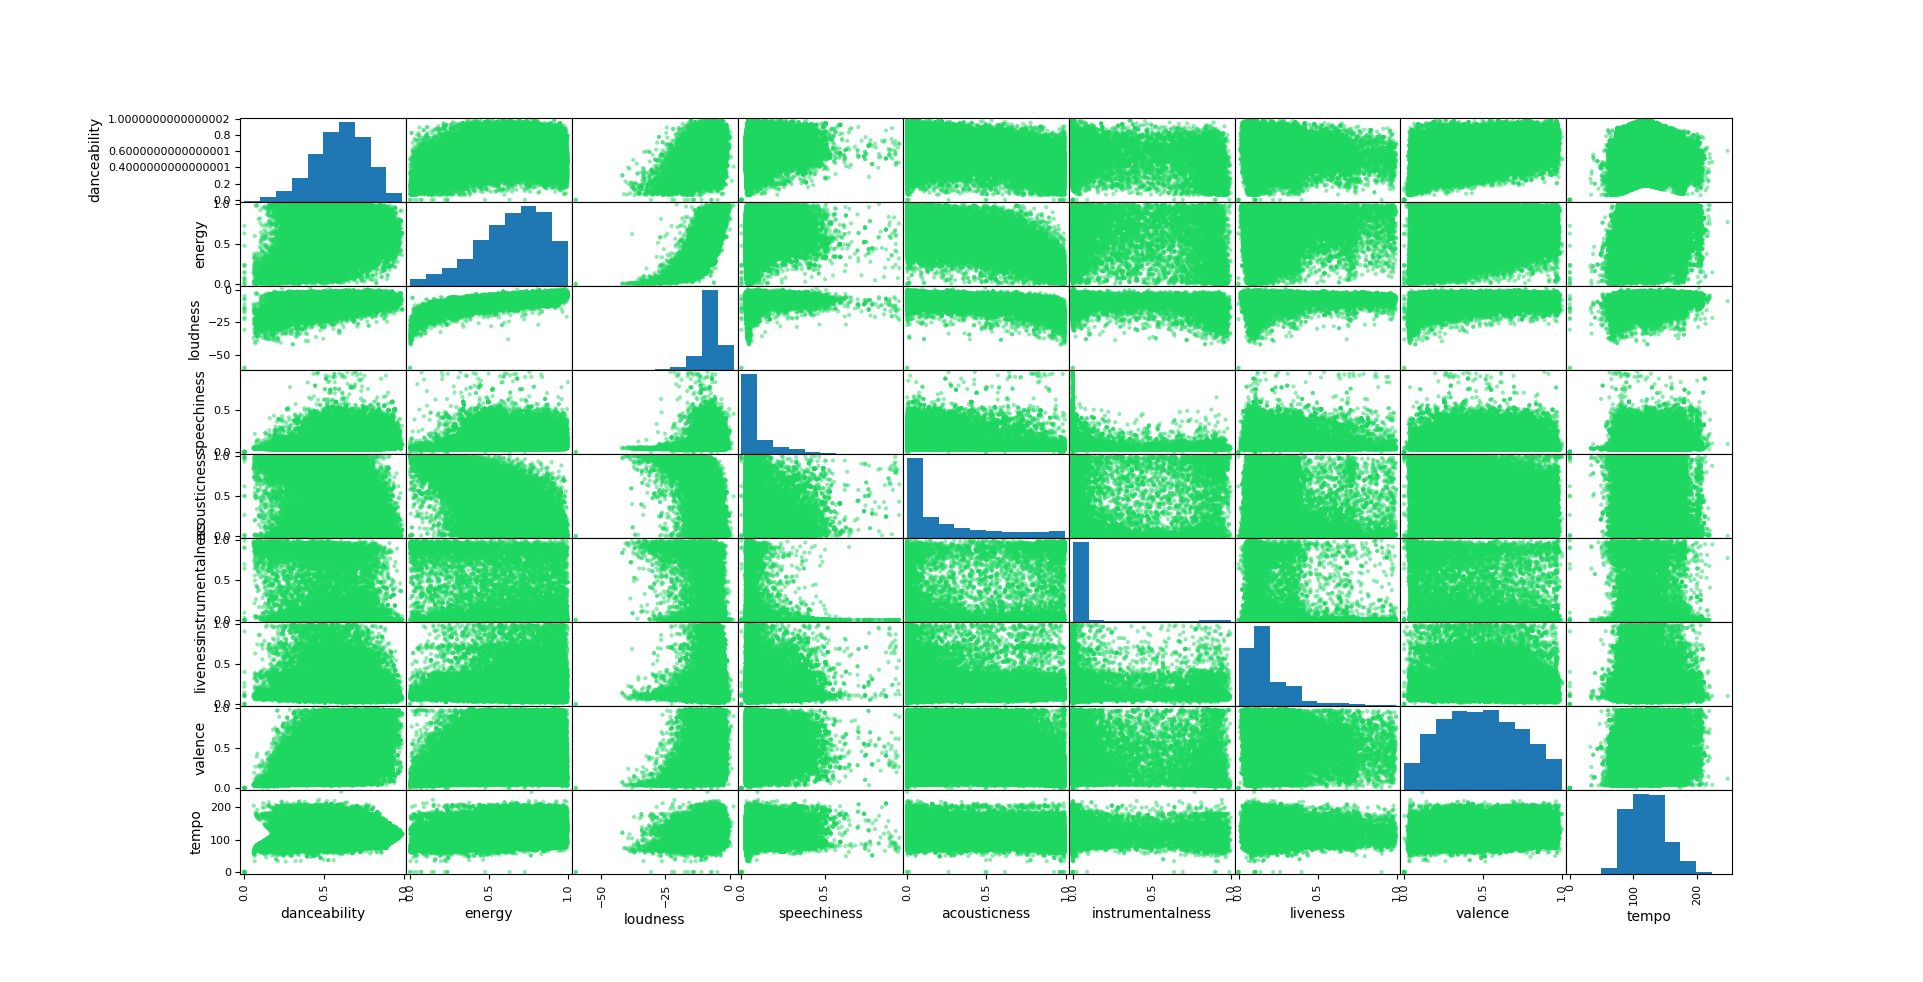 danceability
1.0000000000000002
0.8
0.6000000000000001
0.4000000000000001
0.2
0.0
energy
1.0
0.5
0.0
loudness
0
−25
−50
speechiness
0.5
0.0
acousticness
1.0
0.5
0.0
instrumentalness
1.0
0.5
0.0
liveness
1.0
0.5
0.0
valence
1.0
0.5
0.0
tempo
200
100
0
0.0 0.5 1.0 0.0 0.5 1.0 −50 −25 0 0.0 0.5 0.0 0.5 1.0 0.0 0.5 1.0 0.0 0.5 1.0 0.0 0.5 1.0 0 100 200
danceability energy loudness speechiness acousticness instrumentalness liveness valence tempo